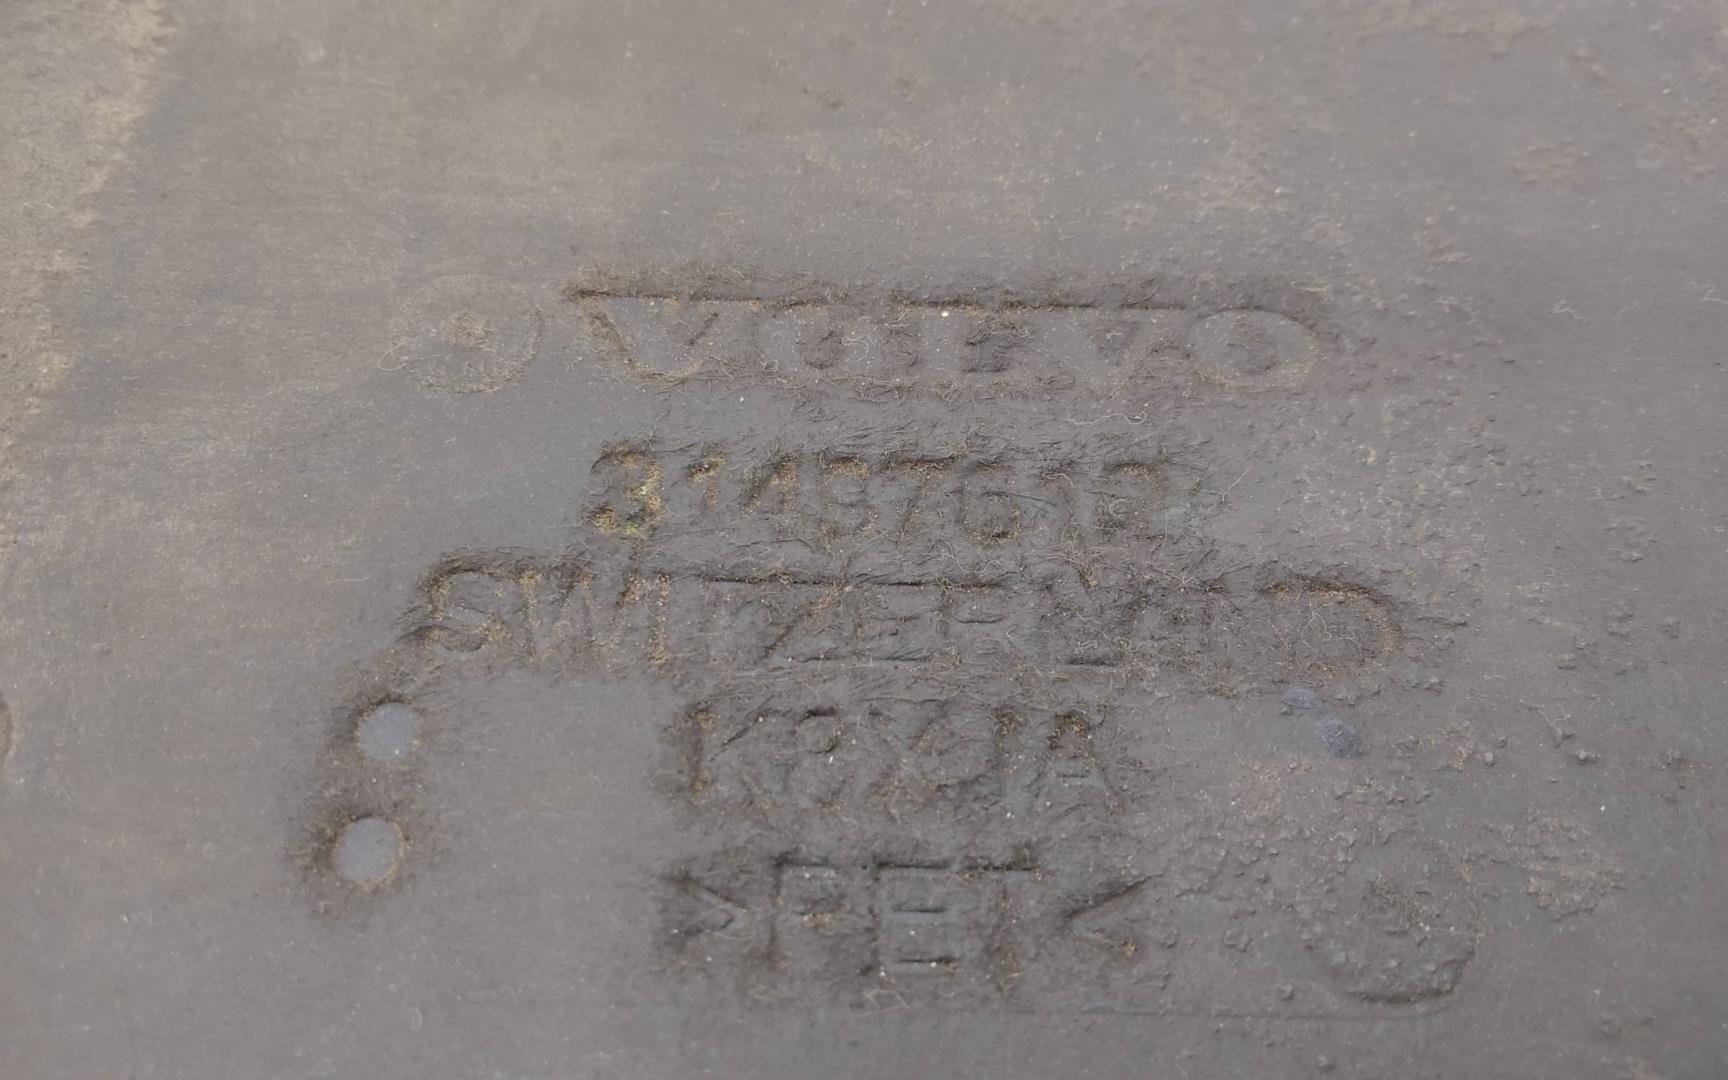 VOLVO
31497612
SWITZERLAND
>PET<